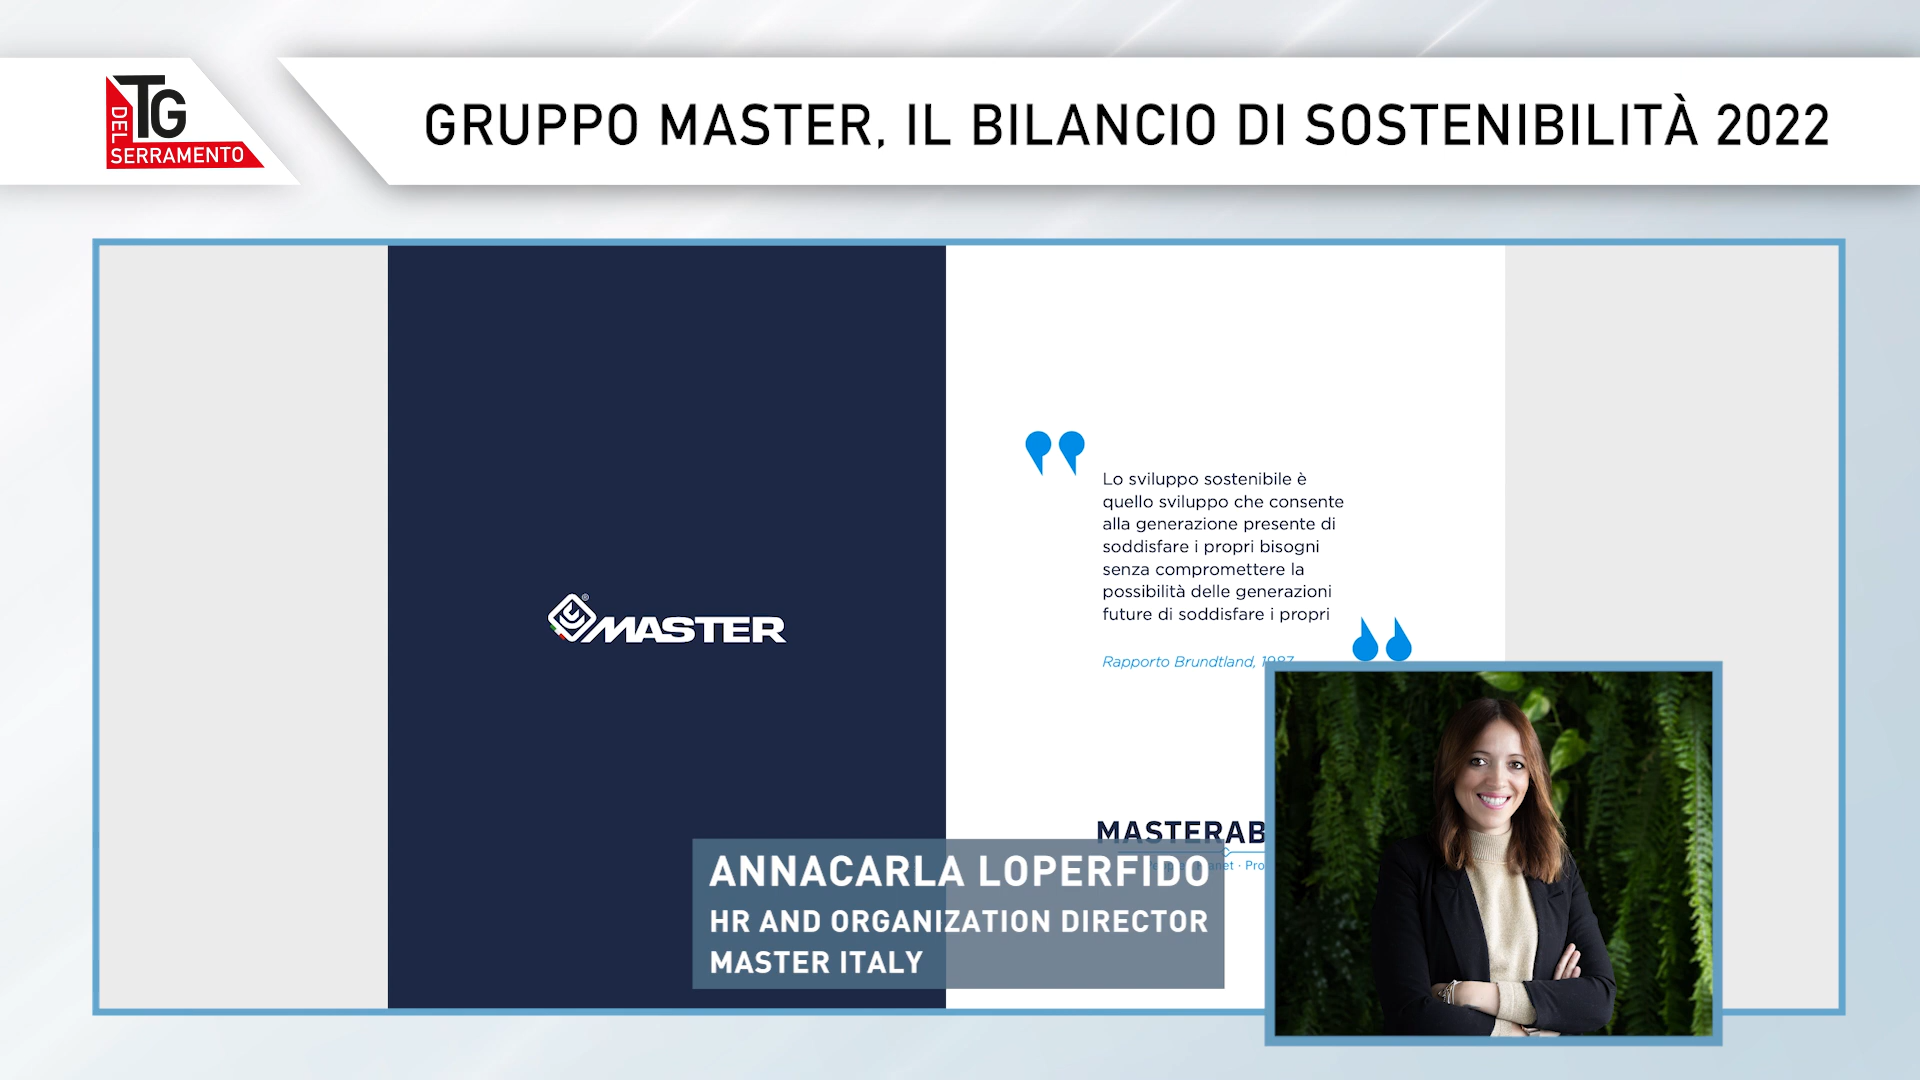 TG
DEL
SERRAMENTO
GRUPPO MASTER, IL BILANCIO DI SOSTENIBILITÀ 2022
Lo sviluppo sostenibile è
quello sviluppo che consente
alla generazione presente di
soddisfare i propri bisogni
senza compromettere la
possibilità delle generazioni
future di soddisfare i propri
Rapporto Brundtland, 1987
®
MASTER
MASTERAB
Pro
ANNACARLA LOPERFIDO
HR AND ORGANIZATION DIRECTOR
MASTER ITALY